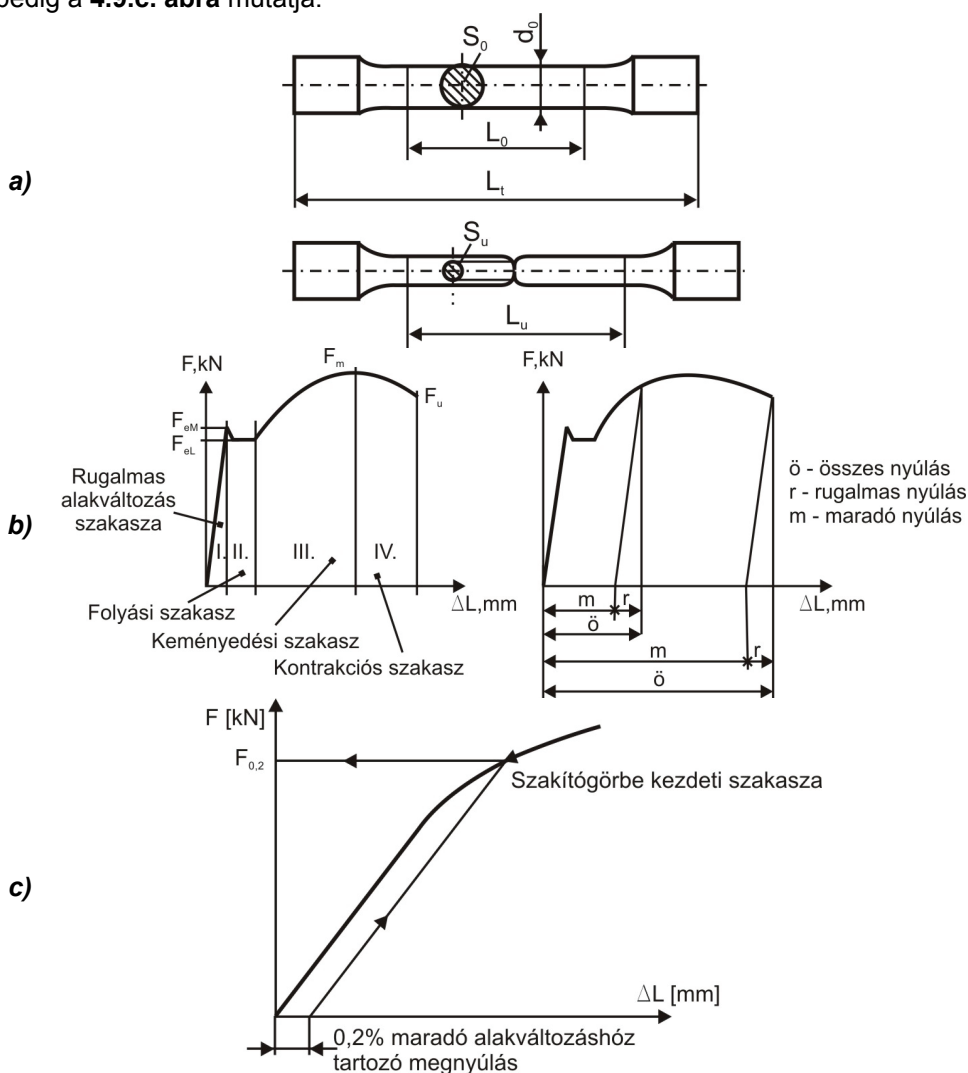 pedig a 4.9.c. ábra mutatja.
S₀
d₀
L₀
a)
Lₜ
Sᵤ
Lᵤ
F,kN
Fₘ
Fᵤ
F,kN
FₑM
FₑL
Rugalmas
alakváltozás
szakasza
ö - összes nyúlás
r - rugalmas nyúlás
m - maradó nyúlás
b)
I. II. III. IV.
ΔL,mm
Folyási szakasz
Keményedési szakasz
Kontrakciós szakasz
m r
ö
m r
ö
ΔL,mm
F [kN]
F₀,₂
Szakítógörbe kezdeti szakasza
c)
ΔL [mm]
0,2% maradó alakváltozáshóz
tartozó megnyúlás